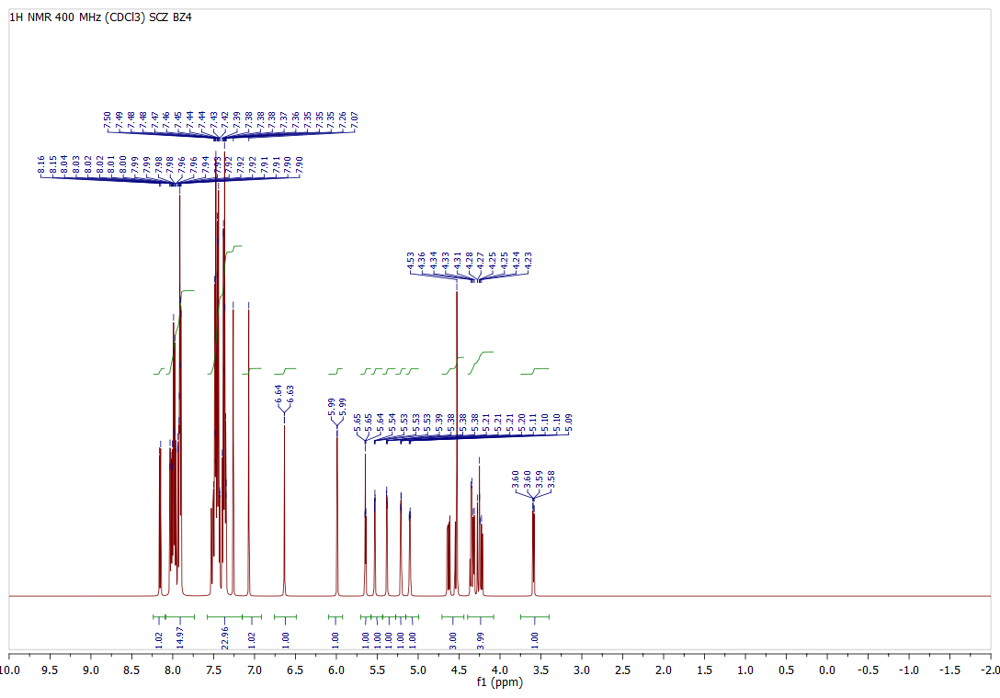 1H NMR 400 MHz (CDCl3) SCZ BZ4
7.50 7.49 7.48 7.48 7.47 7.46 7.45 7.44 7.44 7.43 7.42 7.39 7.38 7.38 7.38 7.37 7.36 7.35 7.35 7.35 7.26 7.07
8.16 8.15 8.04 8.03 8.02 8.02 8.01 8.00 7.99 7.99 7.98 7.98 7.96 7.96 7.94 7.93 7.92 7.92 7.92 7.91 7.91 7.90 7.90
4.53 4.36 4.34 4.33 4.31 4.28 4.27 4.25 4.25 4.24 4.23
6.64 6.63
5.99 5.99
5.65 5.65 5.64 5.54 5.53 5.53 5.53 5.39 5.38 5.38 5.38 5.21 5.21 5.21 5.20 5.11 5.10 5.10 5.09
3.60 3.60 3.59 3.58
1.02 14.97 22.96 1.02 1.00 1.00 1.00 1.00 1.00 1.00 1.00 3.00 3.99 1.00
10.0 9.5 9.0 8.5 8.0 7.5 7.0 6.5 6.0 5.5 5.0 4.5 4.0 3.5 3.0 2.5 2.0 1.5 1.0 0.5 0.0 -0.5 -1.0 -1.5 -2.0
f1 (ppm)